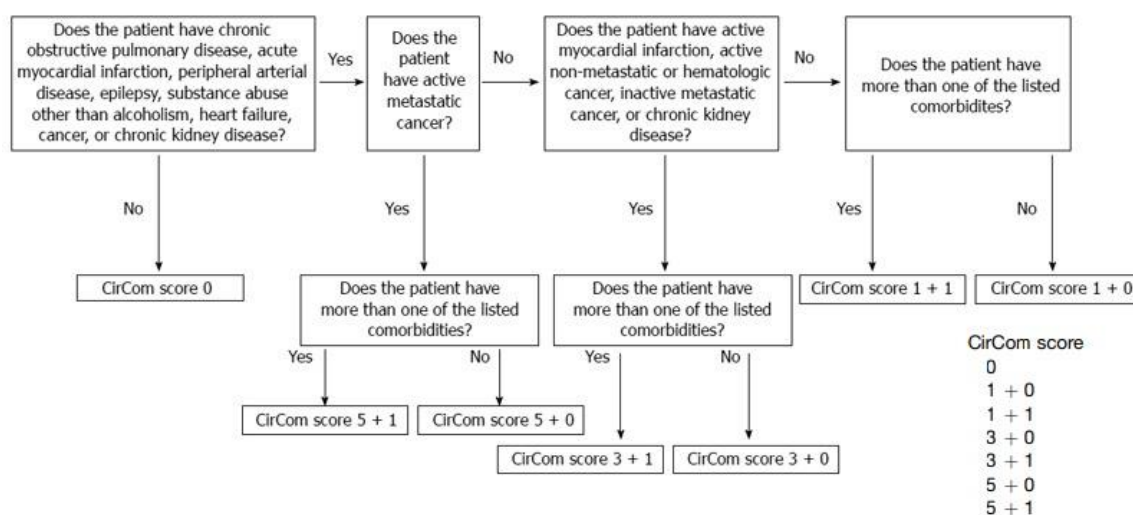 Does the patient have chronic
obstructive pulmonary disease, acute
myocardial infarction, peripheral arterial
disease, epilepsy, substance abuse
other than alcoholism, heart failure,
cancer, or chronic kidney disease?
Yes
Does the
patient
have active
metastatic
cancer?
No
Does the patient have active
myocardial infarction, active
non-metastatic or hematologic
cancer, inactive metastatic
cancer, or chronic kidney
disease?
No
Does the patient have
more than one of the listed
comorbidites?
No
Yes
Yes
Yes
No
CirCom score 0
Does the patient have
more than one of the listed
comorbidities?
Does the patient have
more than one of the listed
comorbidities?
CirCom score 1 + 1
CirCom score 1 + 0
Yes
No
Yes
No
CirCom score 5 + 1
CirCom score 5 + 0
CirCom score 3 + 1
CirCom score 3 + 0
CirCom score
0
1 + 0
1 + 1
3 + 0
3 + 1
5 + 0
5 + 1